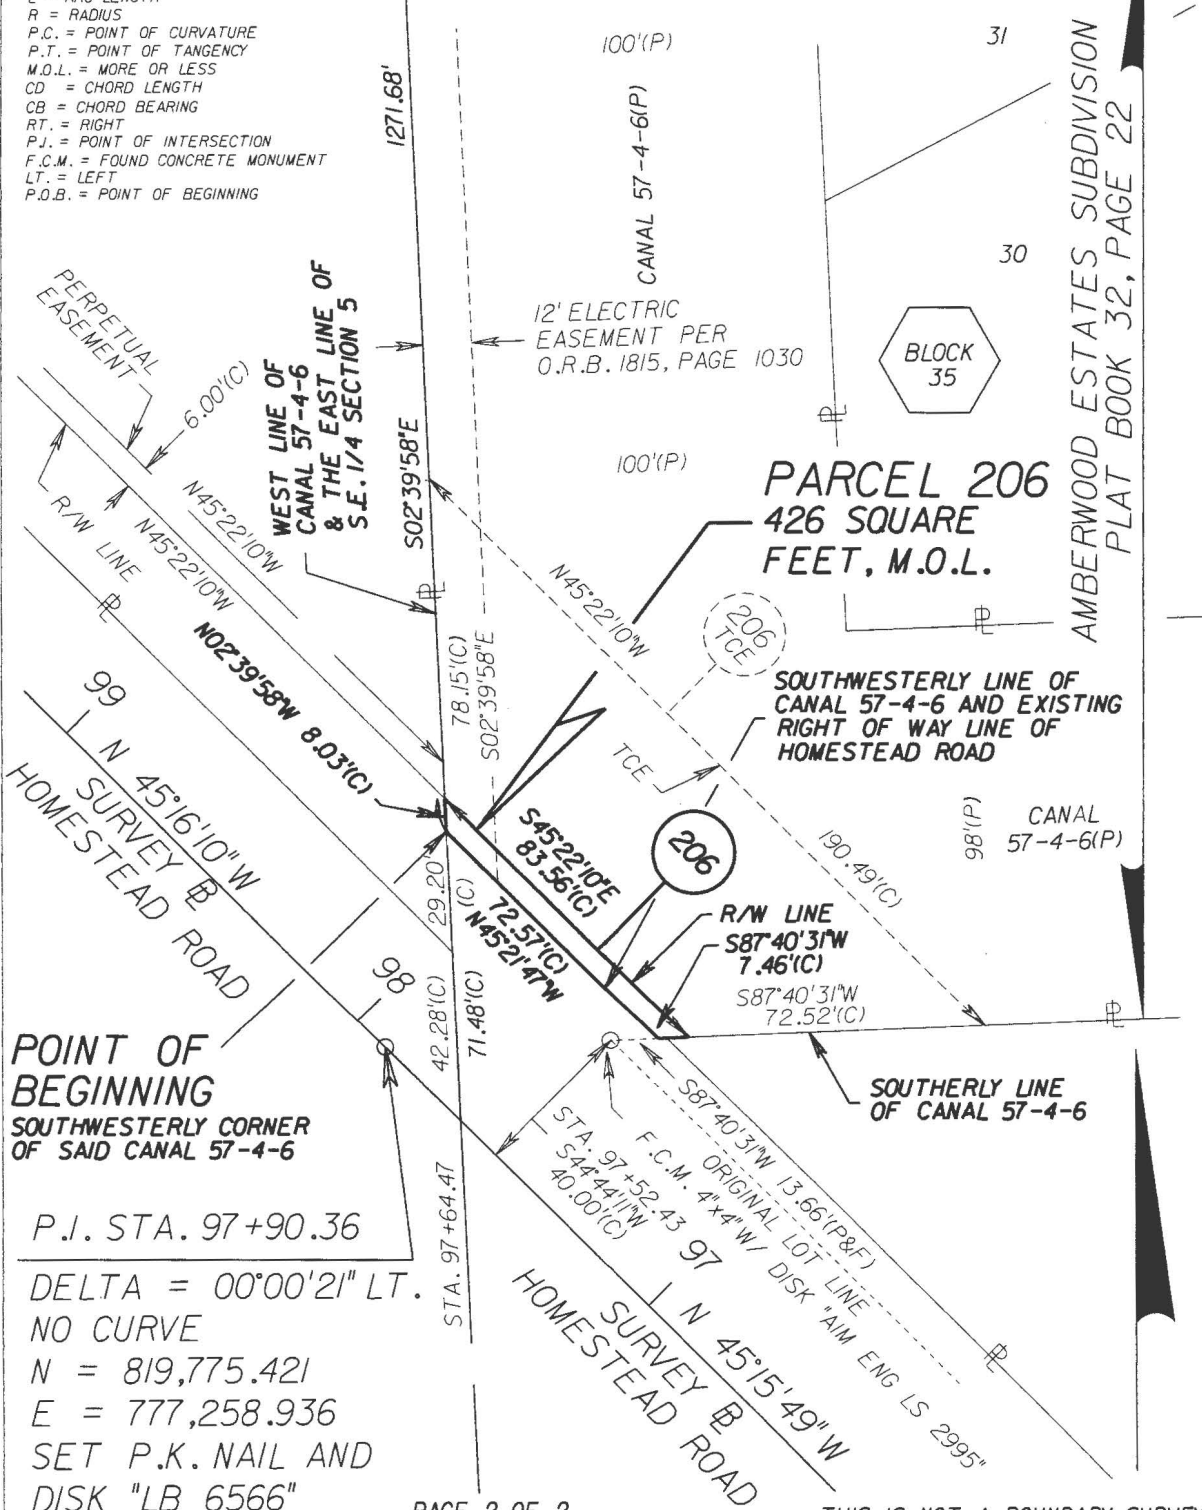 R = RADIUS
P.C. = POINT OF CURVATURE
P.T. = POINT OF TANGENCY
M.O.L. = MORE OR LESS
CD = CHORD LENGTH
CB = CHORD BEARING
RT. = RIGHT
P.I. = POINT OF INTERSECTION
F.C.M. = FOUND CONCRETE MONUMENT
LT. = LEFT
P.O.B. = POINT OF BEGINNING
1271.68'
100'(P)
CANAL 57-4-6(P)
31
30
AMBERWOOD ESTATES SUBDIVISION
PLAT BOOK 32, PAGE 22
BLOCK
35
12' ELECTRIC
EASEMENT PER
O.R.B. 1815, PAGE 1030
PERPETUAL
EASEMENT
6.00'(C)
WEST LINE OF
CANAL 57-4-6
& THE EAST LINE OF
S.E. 1/4 SECTION 5
S02°39'58"E
100'(P)
PARCEL 206
426 SQUARE
FEET, M.O.L.
R/W LINE
N45°22'10"W
N45°22'10"W
N45°22'10"W
206
TCE
SOUTHWESTERLY LINE OF
CANAL 57-4-6 AND EXISTING
RIGHT OF WAY LINE OF
HOMESTEAD ROAD
N02°39'58"W 8.03'(C)
78.15'(C)
S02°39'58"E
TCE
99
N 45°16'10" W
SURVEY BL
HOMESTEAD ROAD
S45°22'10"E
83.56'(C)
206
190.49'(C)
98'(P)
CANAL
57-4-6(P)
29.20'
(C)
72.57'(C)
N45°21'47"W
R/W LINE
S87°40'31"W
7.46'(C)
S87°40'31"W
72.52'(C)
98
42.28'(C)
71.48'(C)
POINT OF
BEGINNING
SOUTHWESTERLY CORNER
OF SAID CANAL 57-4-6
SOUTHERLY LINE
OF CANAL 57-4-6
S87°40'31"W 13.66'(P&F)
ORIGINAL LOT LINE
F.C.M. 4"x4" W/ DISK "AIM ENG LS 2995"
STA. 97+52.43
S44°44'11"W
40.00'(C)
97
STA. 97+64.47
P.I. STA. 97+90.36
DELTA = 00°00'21" LT.
NO CURVE
N = 819,775.421
E = 777,258.936
SET P.K. NAIL AND
DISK "LB 6566"
N 45°15'49" W
SURVEY BL
HOMESTEAD ROAD